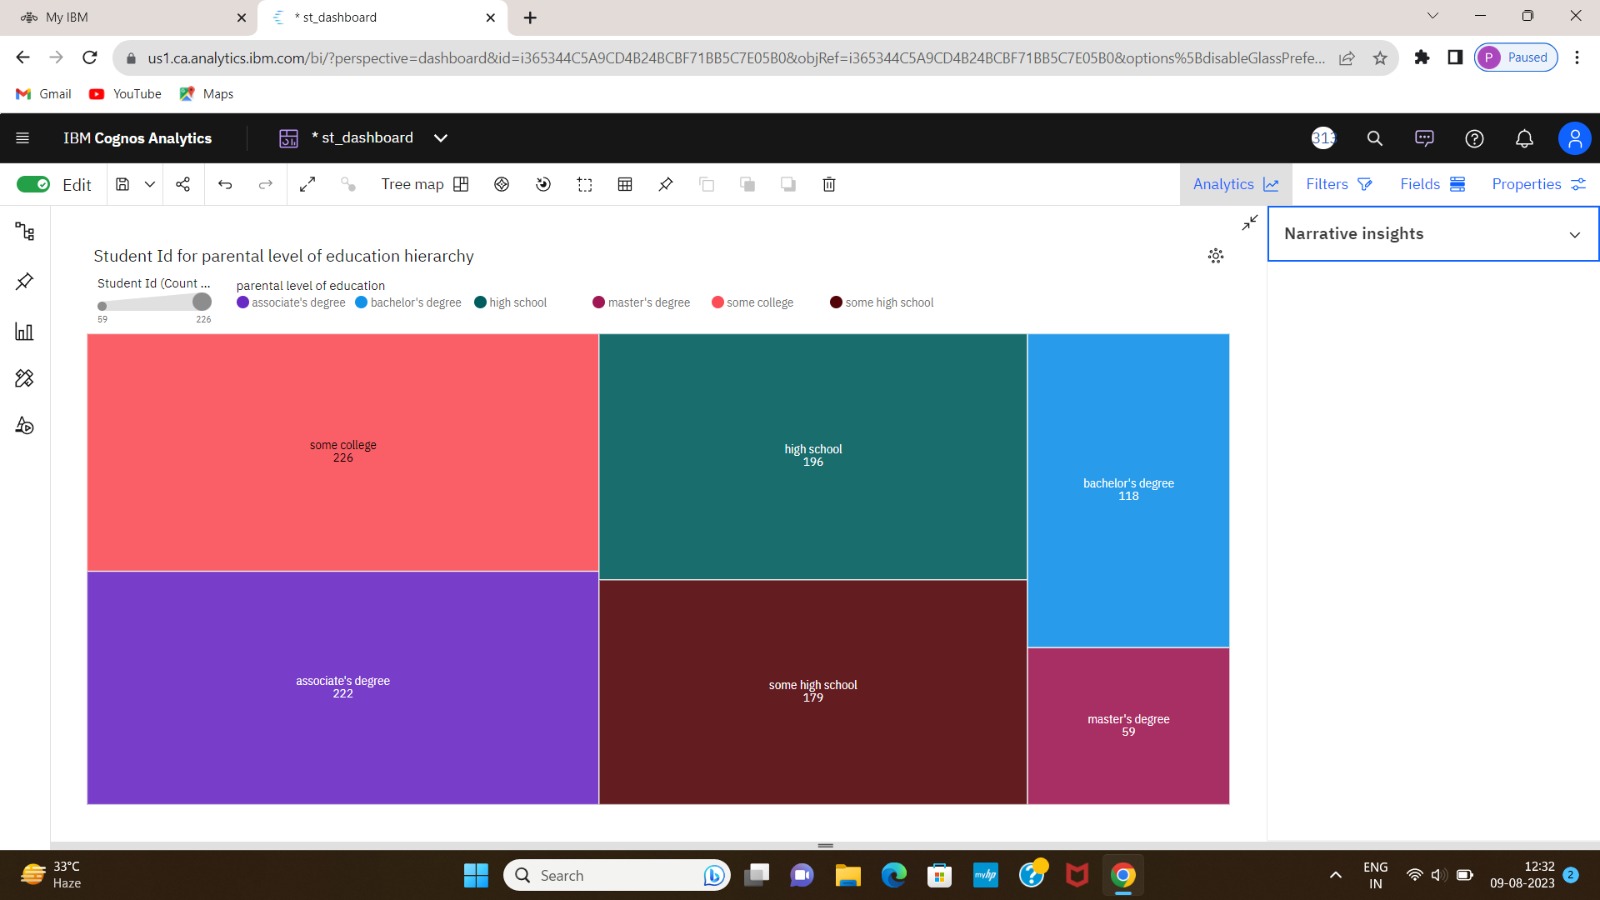 My IBM
* st_dashboard
us1.ca.analytics.ibm.com/bi/?perspective=dashboard&id=i365344C5A9CD4B24BCBF71BB5C7E05B0&objRef=i365344C5A9CD4B24BCBF71BB5C7E05B0&options%5BdisableGlassPrefe...
P Paused
Gmail YouTube Maps
IBM Cognos Analytics * st_dashboard 313
Edit Tree map Analytics Filters Fields Properties
Narrative insights
Student Id for parental level of education hierarchy
Student Id (Count ...
59 226
parental level of education
associate's degree bachelor's degree high school master's degree some college some high school
some college
226
high school
196
bachelor's degree
118
associate's degree
222
some high school
179
master's degree
59
33°C
Haze
Search
myhp
ENG
IN
12:32
09-08-2023
2